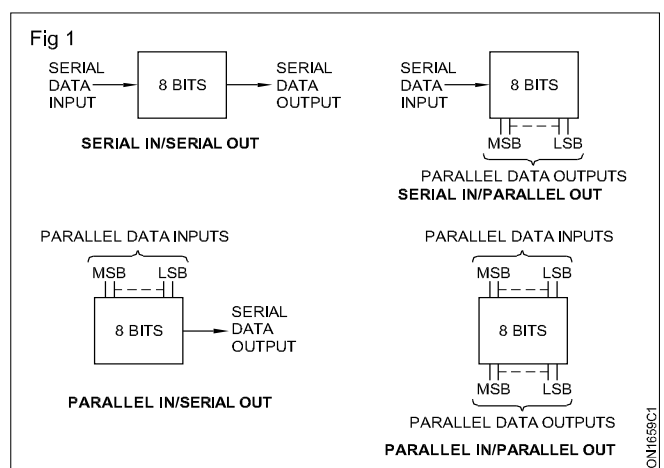 Fig 1
SERIAL
DATA
INPUT
8 BITS
SERIAL
DATA
OUTPUT
SERIAL IN/SERIAL OUT
SERIAL
DATA
INPUT
8 BITS
MSB LSB
PARALLEL DATA OUTPUTS
SERIAL IN/PARALLEL OUT
PARALLEL DATA INPUTS
MSB LSB
8 BITS
SERIAL
DATA
OUTPUT
PARALLEL IN/SERIAL OUT
PARALLEL DATA INPUTS
MSB LSB
8 BITS
MSB LSB
PARALLEL DATA OUTPUTS
PARALLEL IN/PARALLEL OUT
ON1659C1